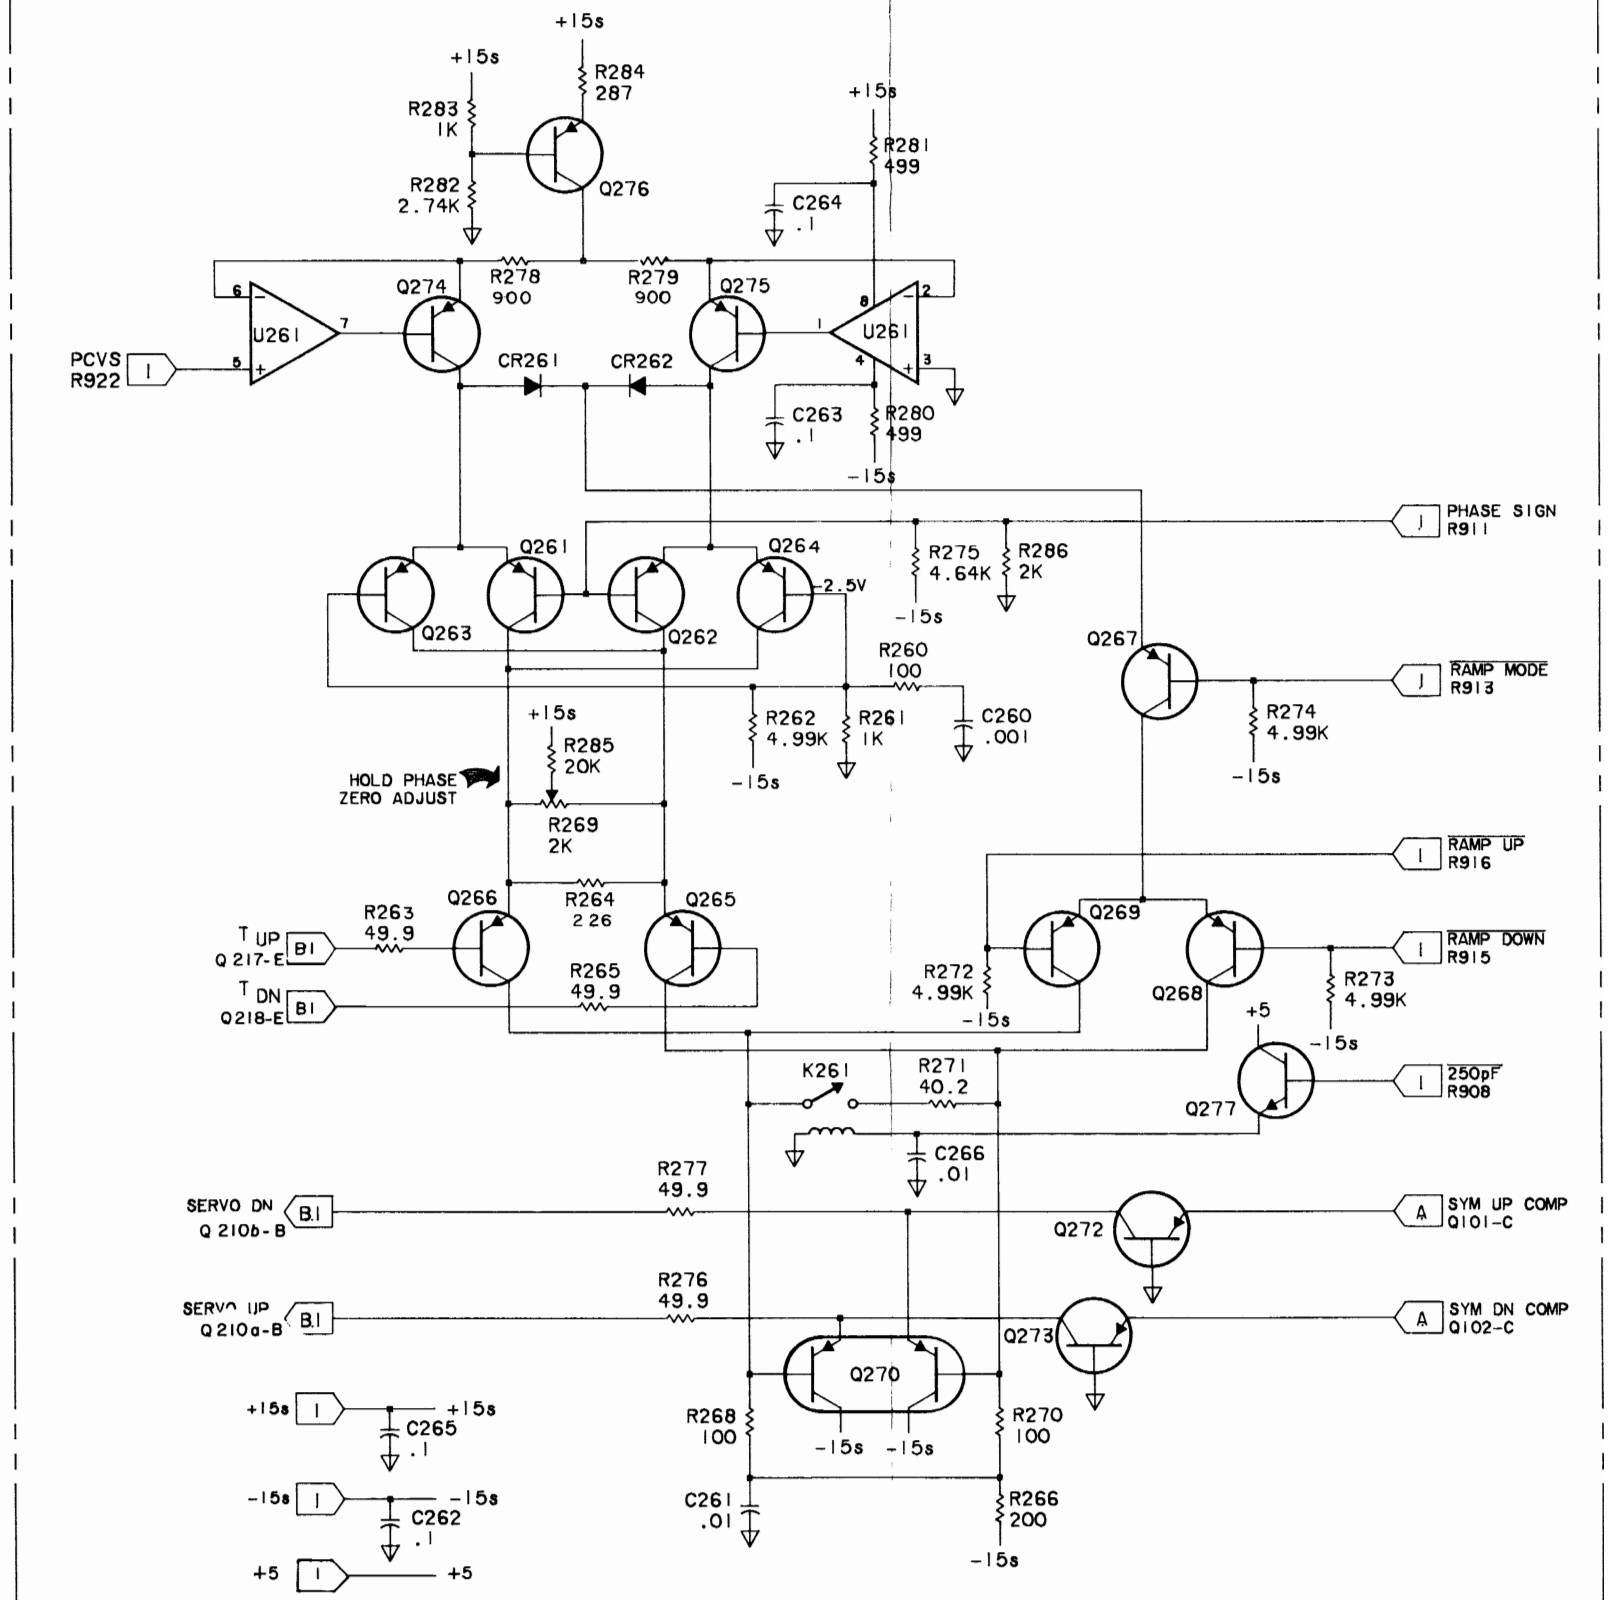 +15s
+15s
R284
287
R283
1K
+15s
R281
499
R282
2.74K
Q276
C264
.1
R278
900
R279
900
Q274
Q275
6
−
U261
7
5
+
8
−
2
1
U261
4
+
3
PCVS
R922
I
CR261
CR262
C263
.1
R280
499
−15s
J
PHASE SIGN
R911
Q261
Q264
R275
4.64K
R286
2K
−2.5V
−15s
Q263
Q262
Q267
R260
100
J
RAMP MODE
R913
+15s
R262
4.99K
R261
1K
C260
.001
R274
4.99K
R285
20K
−15s
−15s
HOLD PHASE
ZERO ADJUST
R269
2K
I
RAMP UP
R916
Q266
R264
226
Q265
Q269
R263
49.9
T UP
Q217-E
B1
I
RAMP DOWN
R915
R265
49.9
R272
4.99K
Q268
R273
4.99K
T DN
Q218-E
B1
−15s
+5
−15s
K261
R271
40.2
I
250pF
R908
Q277
C266
.01
R277
49.9
SERVO DN
Q210b-B
B1
Q272
A
SYM UP COMP
Q101-C
R276
49.9
SERVO UP
Q210a-B
B1
Q273
A
SYM DN COMP
Q102-C
Q270
+15s
I
+15s
C265
.1
R268
100
−15s
−15s
R270
100
−15s
I
−15s
C262
.1
C261
.01
R266
200
−15s
+5
I
+5